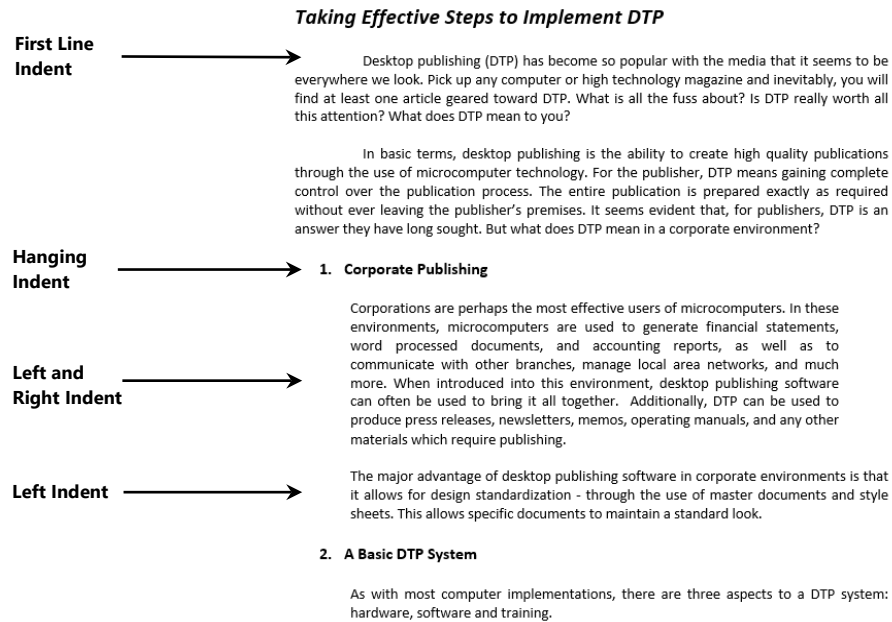 Taking Effective Steps to Implement DTP
First Line
Indent
Desktop publishing (DTP) has become so popular with the media that it seems to be
everywhere we look. Pick up any computer or high technology magazine and inevitably, you will
find at least one article geared toward DTP. What is all the fuss about? Is DTP really worth all
this attention? What does DTP mean to you?
In basic terms, desktop publishing is the ability to create high quality publications
through the use of microcomputer technology. For the publisher, DTP means gaining complete
control over the publication process. The entire publication is prepared exactly as required
without ever leaving the publisher's premises. It seems evident that, for publishers, DTP is an
answer they have long sought. But what does DTP mean in a corporate environment?
Hanging
Indent
1. Corporate Publishing
Corporations are perhaps the most effective users of microcomputers. In these
environments, microcomputers are used to generate financial statements,
word processed documents, and accounting reports, as well as to
communicate with other branches, manage local area networks, and much
more. When introduced into this environment, desktop publishing software
can often be used to bring it all together. Additionally, DTP can be used to
produce press releases, newsletters, memos, operating manuals, and any other
materials which require publishing.
Left and
Right Indent
The major advantage of desktop publishing software in corporate environments is that
it allows for design standardization - through the use of master documents and style
sheets. This allows specific documents to maintain a standard look.
Left Indent
2. A Basic DTP System
As with most computer implementations, there are three aspects to a DTP system:
hardware, software and training.